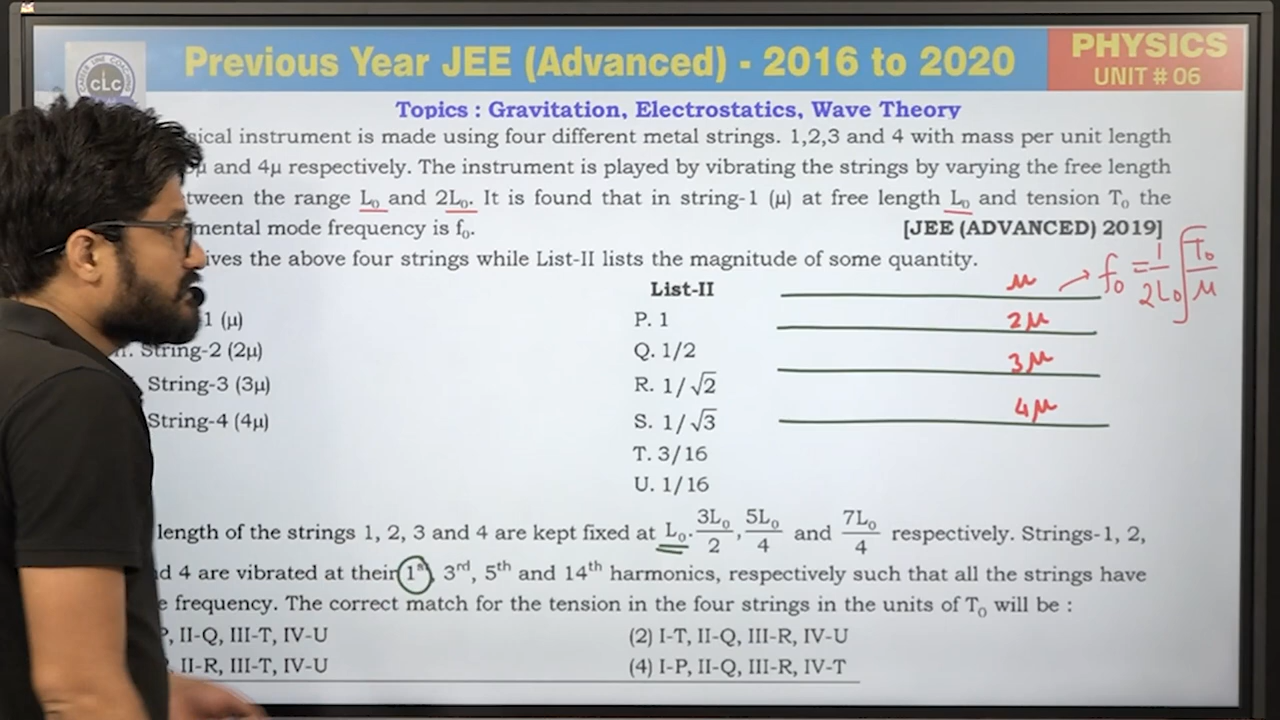 Previous Year JEE (Advanced) - 2016 to 2020
PHYSICS
UNIT # 06
CLC
Topics : Gravitation, Electrostatics, Wave Theory
instrument is made using four different metal strings. 1,2,3 and 4 with mass per unit length
and 4μ respectively. The instrument is played by vibrating the strings by varying the free length
the range L₀ and 2L₀. It is found that in string-1 (μ) at free length L₀ and tension T₀ the
mode frequency is f₀.
[JEE (ADVANCED) 2019]
the above four strings while List-II lists the magnitude of some quantity.
f₀ = 1/2L₀ √T₀/μ
List-II
μ
1 (μ)
P. 1
2μ
String-2 (2μ)
Q. 1/2
3μ
String-3 (3μ)
R. 1/√2
4μ
String-4 (4μ)
S. 1/√3
T. 3/16
U. 1/16
length of the strings 1, 2, 3 and 4 are kept fixed at L₀. 3L₀/2, 5L₀/4 and 7L₀/4 respectively. Strings-1, 2,
4 are vibrated at their 1st, 3rd, 5th and 14th harmonics, respectively such that all the strings have
frequency. The correct match for the tension in the four strings in the units of T₀ will be :
, II-Q, III-T, IV-U
(2) I-T, II-Q, III-R, IV-U
, II-R, III-T, IV-U
(4) I-P, II-Q, III-R, IV-T